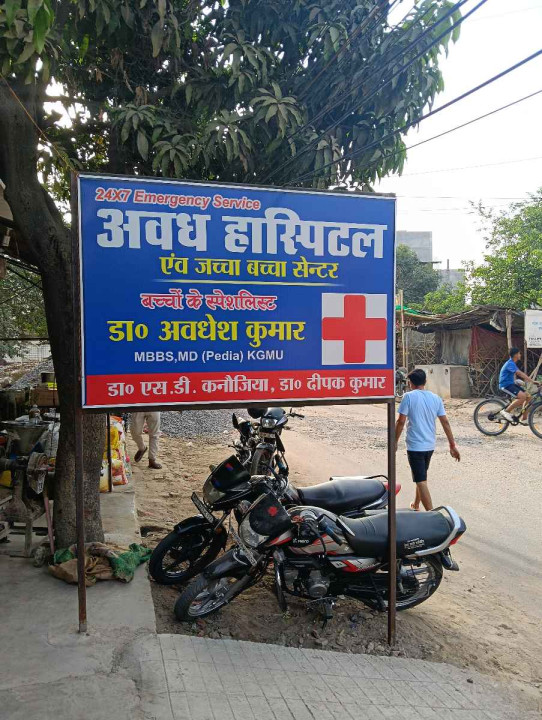 24X7 Emergency Service
अवध हास्पिटल
एंव जच्चा बच्चा सेन्टर
बच्चों के स्पेशलिस्ट
डा० अवधेश कुमार
MBBS,MD (Pedia) KGMU
डा० एस.डी. कनौजिया, डा० दीपक कुमार